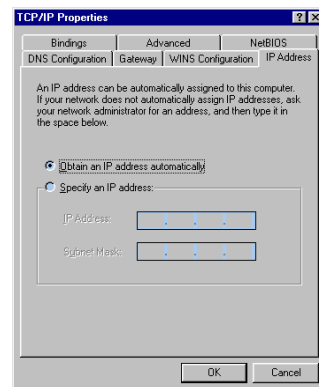 TCP/IP Properties
Bindings Advanced NetBIOS
DNS Configuration Gateway WINS Configuration IP Address
An IP address can be automatically assigned to this computer.
If your network does not automatically assign IP addresses, ask
your network administrator for an address, and then type it in
the space below.
Obtain an IP address automatically
Specify an IP address:
IP Address:
Subnet Mask:
OK Cancel